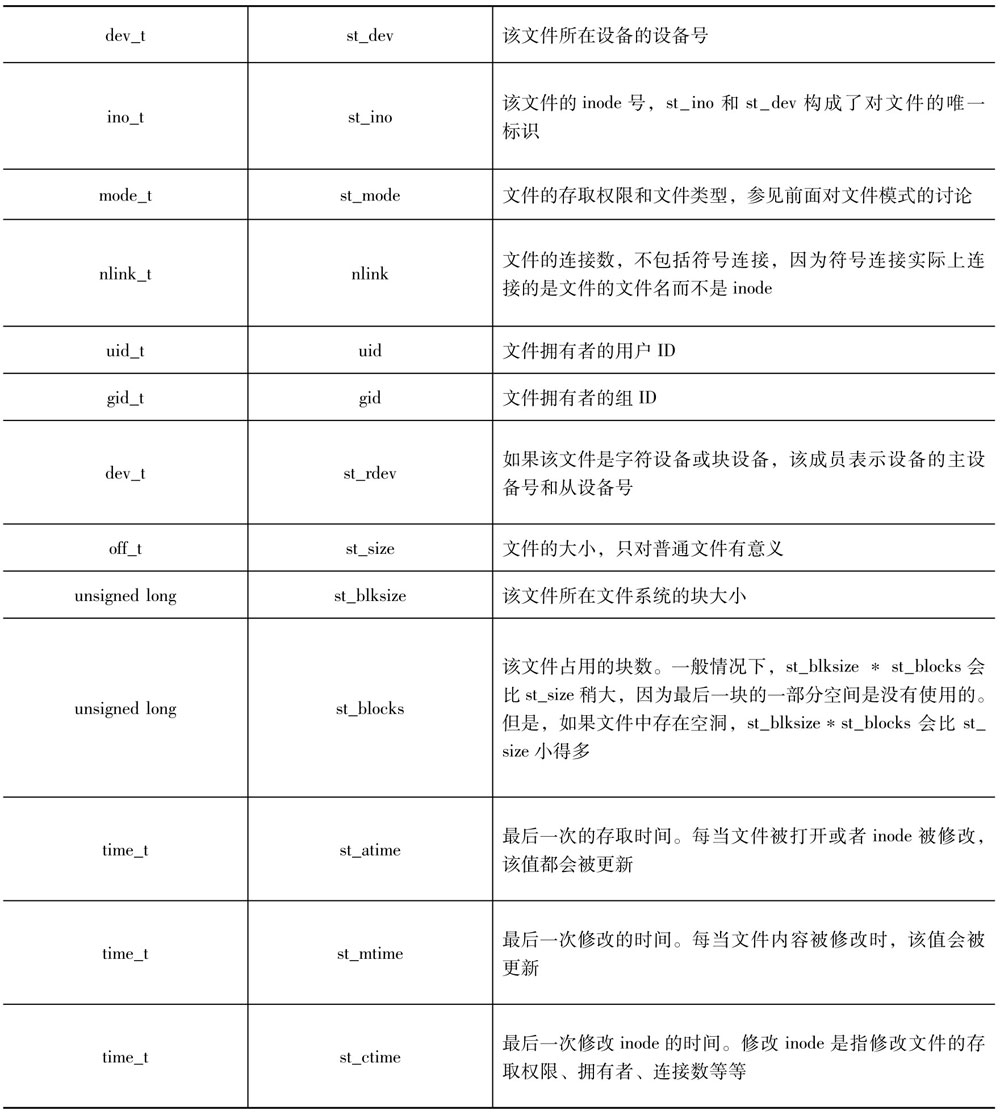 dev_t st_dev 该文件所在设备的设备号
该文件的 inode 号，st_ino 和 st_dev 构成了对文件的唯一
ino_t st_ino
标识
mode_t st_mode 文件的存取权限和文件类型，参见前面对文件模式的讨论
文件的连接数，不包括符号连接，因为符号连接实际上连
nlink_t nlink
接的是文件的文件名而不是 inode
uid_t uid 文件拥有者的用户 ID
gid_t gid 文件拥有者的组 ID
如果该文件是字符设备或块设备，该成员表示设备的主设
dev_t st_rdev
备号和从设备号
off_t st_size 文件的大小，只对普通文件有意义
unsigned long st_blksize 该文件所在文件系统的块大小
该文件占用的块数。一般情况下，st_blksize * st_blocks 会
比 st_size 稍大，因为最后一块的一部分空间是没有使用的。
unsigned long st_blocks
但是，如果文件中存在空洞，st_blksize * st_blocks 会比 st_
size 小得多
最后一次的存取时间。每当文件被打开或者 inode 被修改，
time_t st_atime
该值都会被更新
最后一次修改的时间。每当文件内容被修改时，该值会被
time_t st_mtime
更新
最后一次修改 inode 的时间。修改 inode 是指修改文件的存
time_t st_ctime
取权限、拥有者、连接数等等